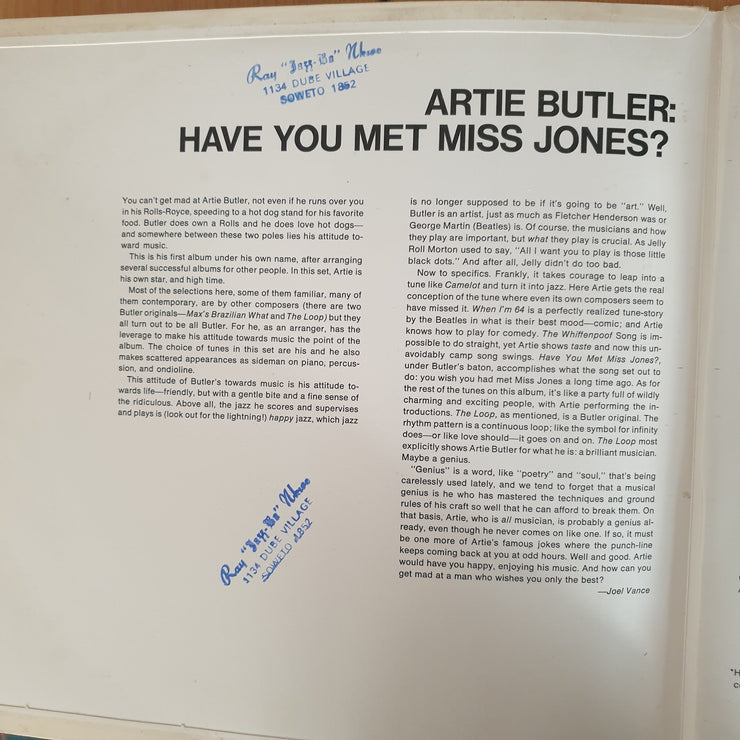 Ray "Jazz-Bo" Nkwe
1134 DUBE VILLAGE
SOWETO 1852
ARTIE BUTLER:
HAVE YOU MET MISS JONES?
You can't get mad at Artie Butler, not even if he runs over you
in his Rolls-Royce, speeding to a hot dog stand for his favorite
food. Butler does own a Rolls and he does love hot dogs—
and somewhere between these two poles lies his attitude to-
ward music.
This is his first album under his own name, after arranging
several successful albums for other people. In this set, Artie is
his own star, and high time.
Most of the selections here, some of them familiar, many of
them contemporary, are by other composers (there are two
Butler originals—Max's Brazilian What and The Loop) but they
all turn out to be all Butler. For he, as an arranger, has the
leverage to make his attitude towards music the point of the
album. The choice of tunes in this set are his and he also
makes scattered appearances as sideman on piano, percus-
sion, and ondioline.
This attitude of Butler's towards music is his attitude to-
wards life—friendly, but with a gentle bite and a fine sense of
the ridiculous. Above all, the jazz he scores and supervises
and plays is (look out for the lightning!) happy jazz, which jazz
is no longer supposed to be if it's going to be "art." Well,
Butler is an artist, just as much as Fletcher Henderson was or
George Martin (Beatles) is. Of course, the musicians and how
they play are important, but what they play is crucial. As Jelly
Roll Morton used to say, "All I want you to play is those little
black dots." And after all, Jelly didn't do too bad.
Now to specifics. Frankly, it takes courage to leap into a
tune like Camelot and turn it into jazz. Here Artie gets the real
conception of the tune where even its own composers seem to
have missed it. When I'm 64 is a perfectly realized tune-story
by the Beatles in what is their best mood—comic; and Artie
knows how to play for comedy. The Whiffenpoof Song is im-
possible to do straight, yet Artie shows taste and now this un-
avoidably camp song swings. Have You Met Miss Jones?,
under Butler's baton, accomplishes what the song set out to
do: you wish you had met Miss Jones a long time ago. As for
the rest of the tunes on this album, it's like a party full of wildly
charming and exciting people, with Artie performing the in-
troductions. The Loop, as mentioned, is a Butler original. The
rhythm pattern is a continuous loop; like the symbol for infinity
does—or like love should—it goes on and on. The Loop most
explicitly shows Artie Butler for what he is: a brilliant musician.
Maybe a genius.
"Genius" is a word, like "poetry" and "soul," that's being
carelessly used lately, and we tend to forget that a musical
genius is he who has mastered the techniques and ground
rules of his craft so well that he can afford to break them. On
that basis, Artie, who is all musician, is probably a genius al-
ready, even though he never comes on like one. If so, it must
be one more of Artie's famous jokes where the punch-line
keeps coming back at you at odd hours. Well and good. Artie
would have you happy, enjoying his music. And how can you
get mad at a man who wishes you only the best?
—Joel Vance
Ray "Jazz-Bo" Nkwe
1134 DUBE VILLAGE
SOWETO 1852